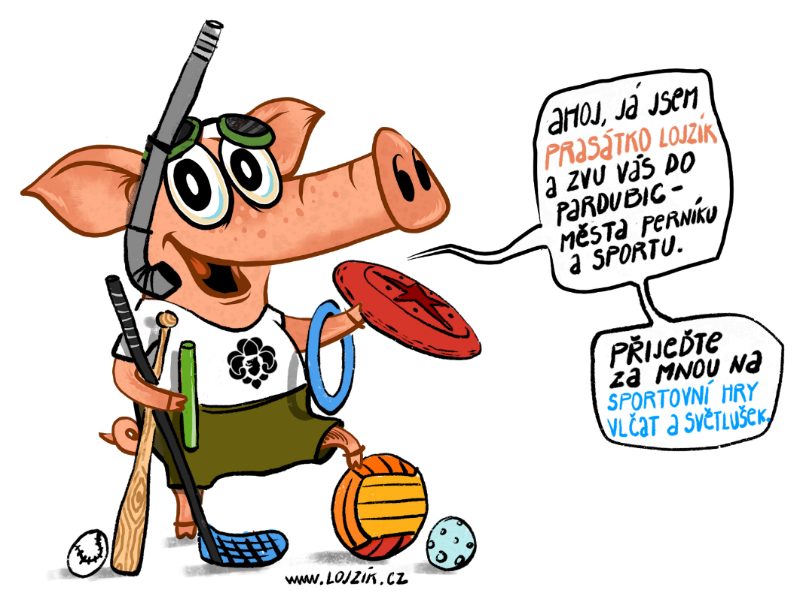 AHOJ, JÁ JSEM
PRASÁTKO LOJZÍK
A ZVU VÁS DO
PARDUBIC -
MĚSTA PERNÍKU
A SPORTU.
PŘIJEĎTE
ZA MNOU NA
SPORTOVNÍ HRY
VLČAT A SVĚTLUŠEK.
www.LOJZÍK.CZ